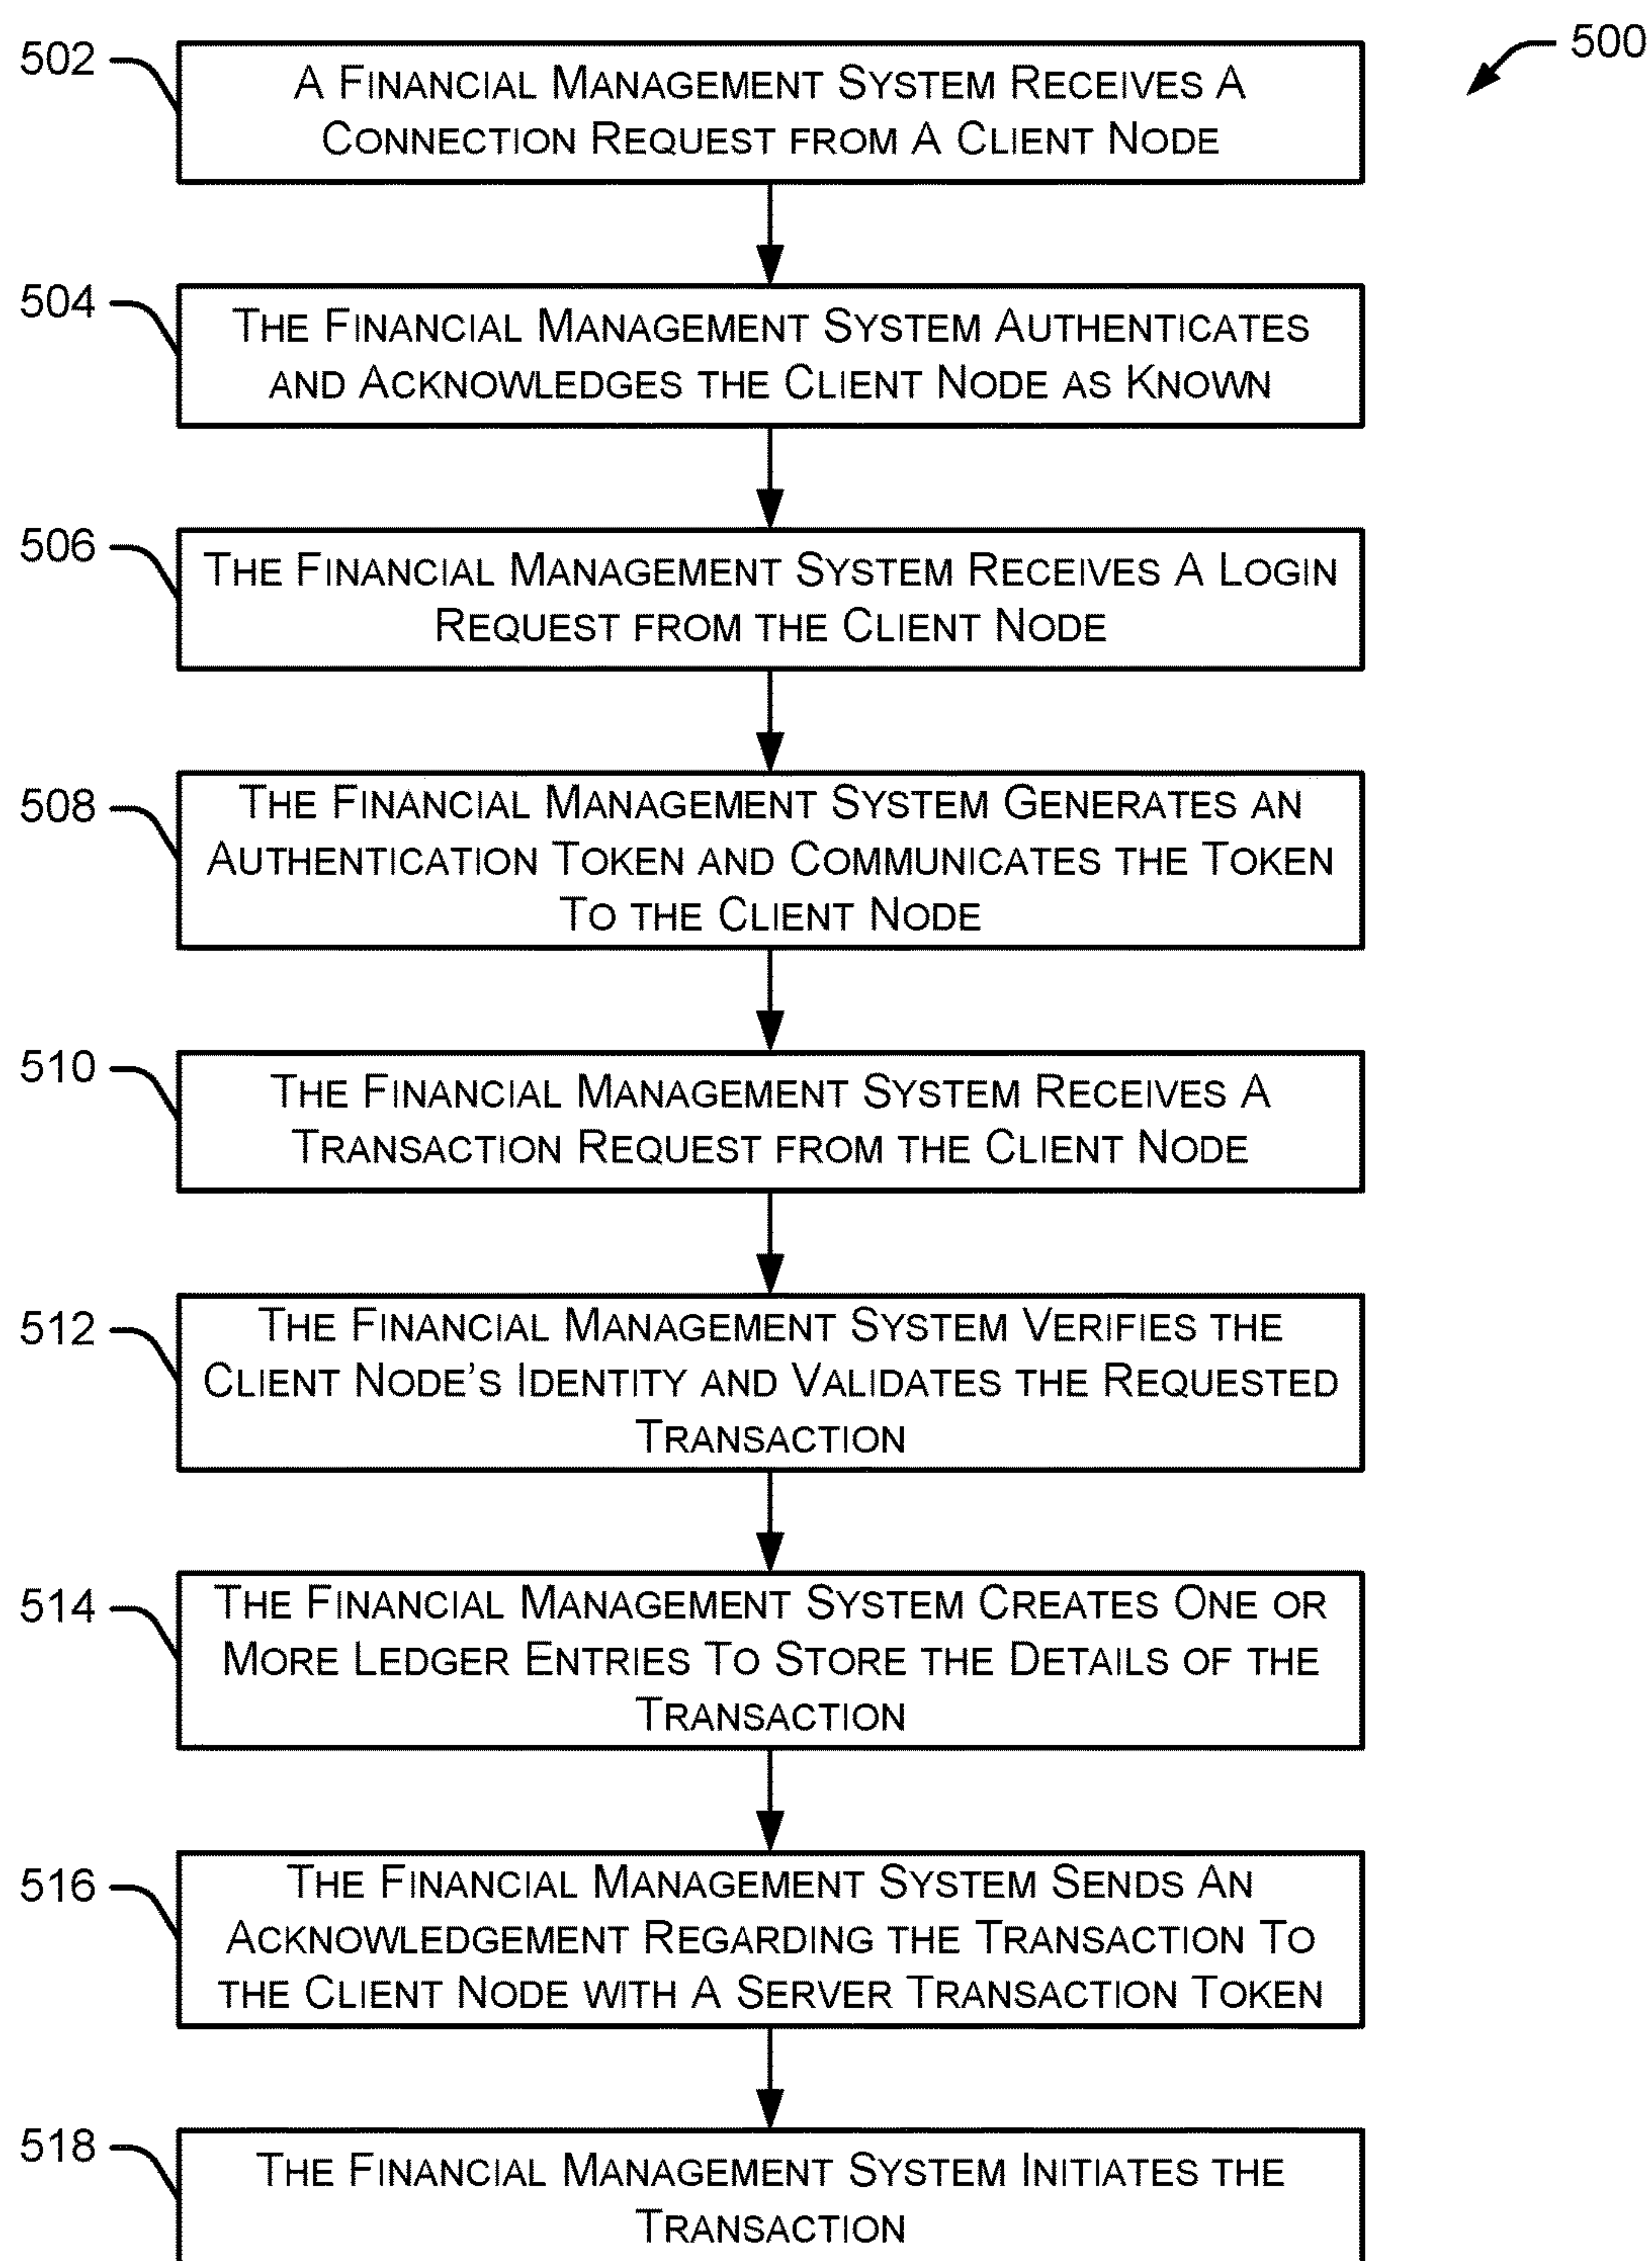 500
502
A FINANCIAL MANAGEMENT SYSTEM RECEIVES A
CONNECTION REQUEST FROM A CLIENT NODE
504
THE FINANCIAL MANAGEMENT SYSTEM AUTHENTICATES
AND ACKNOWLEDGES THE CLIENT NODE AS KNOWN
506
THE FINANCIAL MANAGEMENT SYSTEM RECEIVES A LOGIN
REQUEST FROM THE CLIENT NODE
508
THE FINANCIAL MANAGEMENT SYSTEM GENERATES AN
AUTHENTICATION TOKEN AND COMMUNICATES THE TOKEN
TO THE CLIENT NODE
510
THE FINANCIAL MANAGEMENT SYSTEM RECEIVES A
TRANSACTION REQUEST FROM THE CLIENT NODE
512
THE FINANCIAL MANAGEMENT SYSTEM VERIFIES THE
CLIENT NODE'S IDENTITY AND VALIDATES THE REQUESTED
TRANSACTION
514
THE FINANCIAL MANAGEMENT SYSTEM CREATES ONE OR
MORE LEDGER ENTRIES TO STORE THE DETAILS OF THE
TRANSACTION
516
THE FINANCIAL MANAGEMENT SYSTEM SENDS AN
ACKNOWLEDGEMENT REGARDING THE TRANSACTION TO
THE CLIENT NODE WITH A SERVER TRANSACTION TOKEN
518
THE FINANCIAL MANAGEMENT SYSTEM INITIATES THE
TRANSACTION